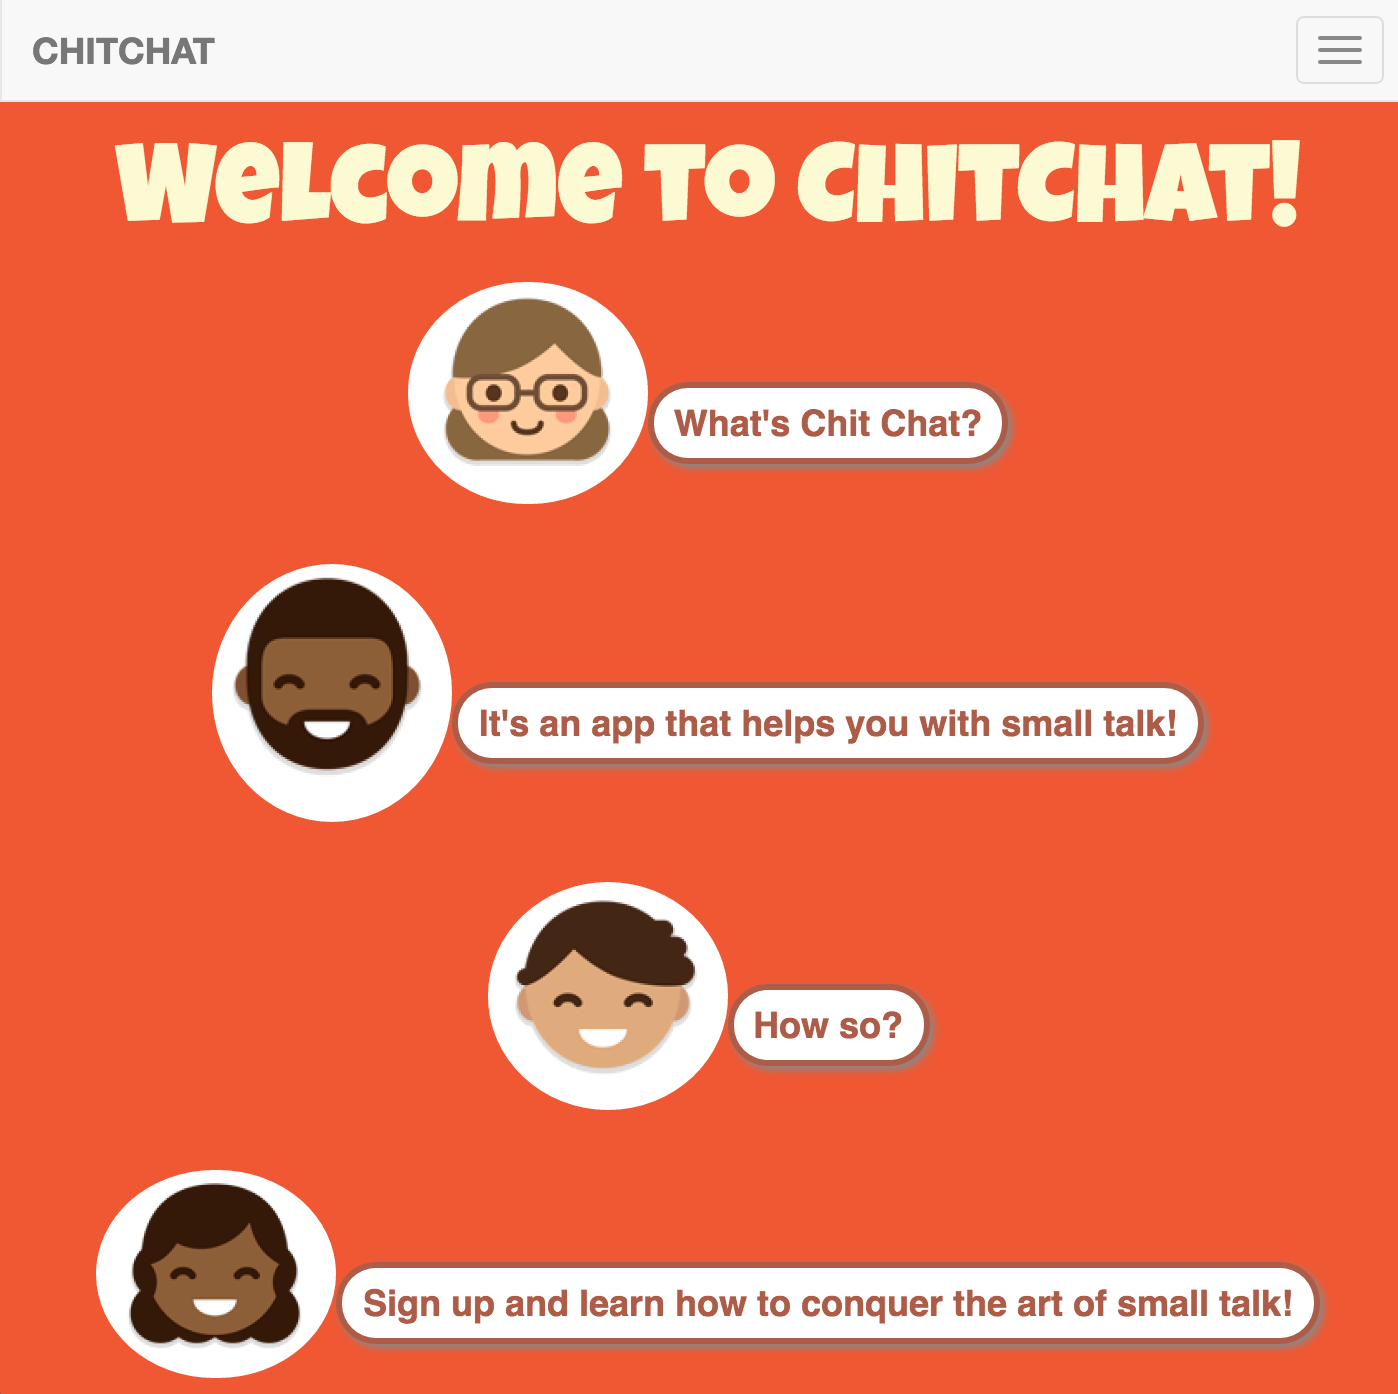 CHITCHAT
Welcome to CHITCHAT!
What's Chit Chat?
It's an app that helps you with small talk!
How so?
Sign up and learn how to conquer the art of small talk!